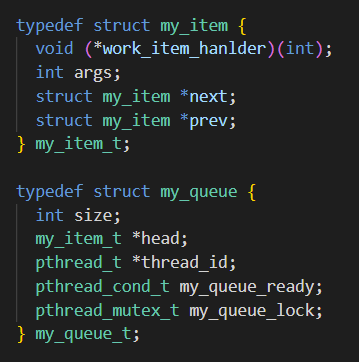 typedef struct my_item {
  void (*work_item_hanlder)(int);
  int args;
  struct my_item *next;
  struct my_item *prev;
} my_item_t;

typedef struct my_queue {
  int size;
  my_item_t *head;
  pthread_t *thread_id;
  pthread_cond_t my_queue_ready;
  pthread_mutex_t my_queue_lock;
} my_queue_t;